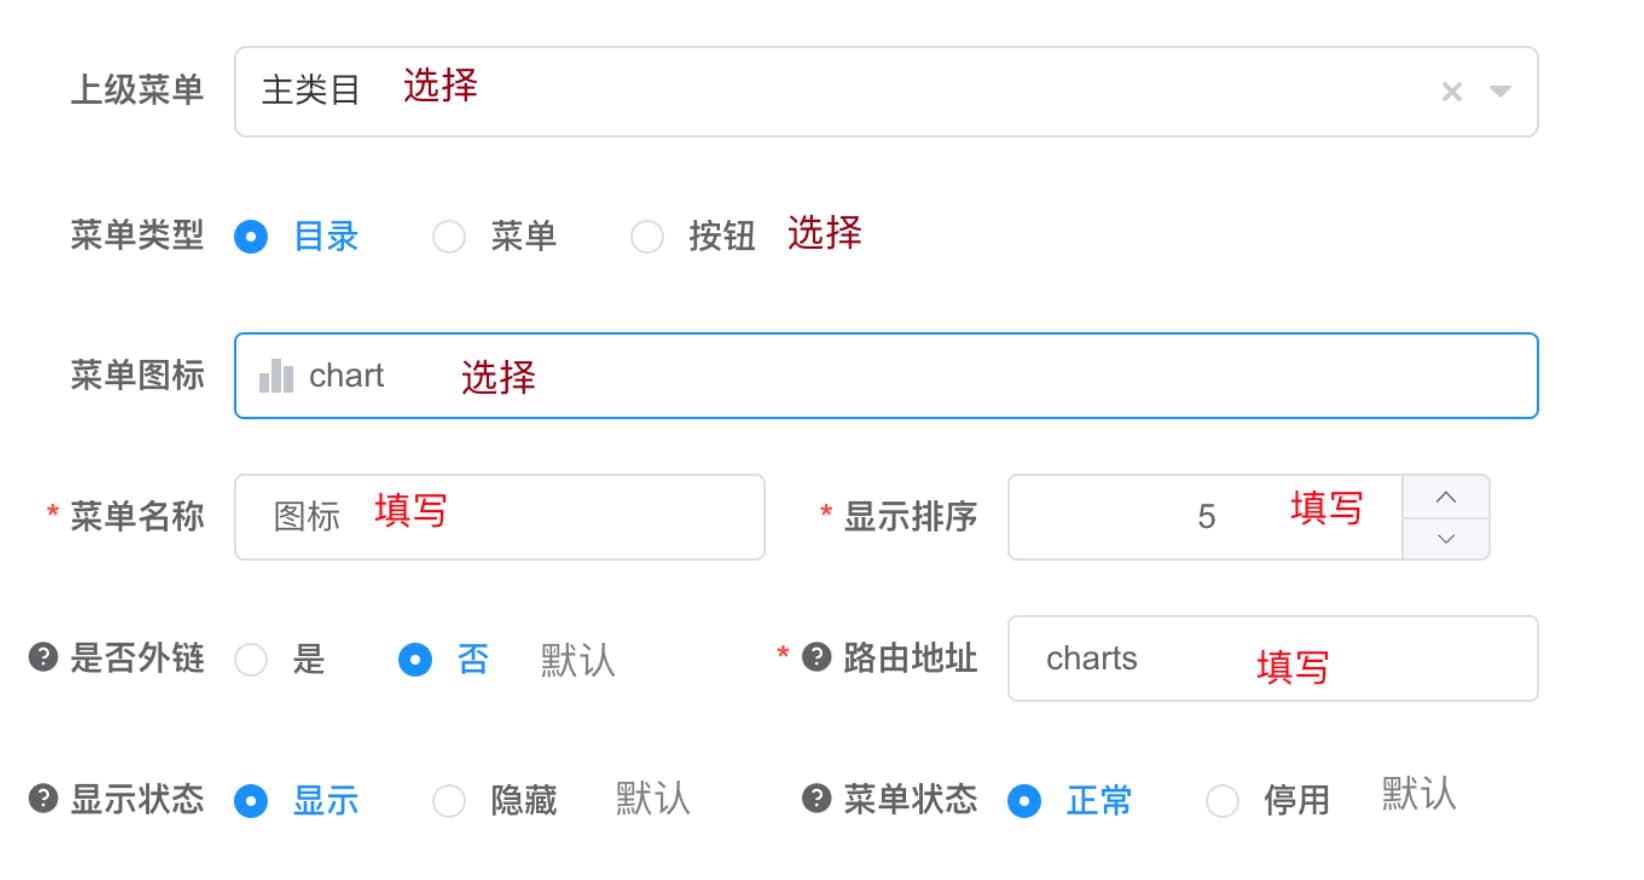 上级菜单 主类目 选择
菜单类型 目录 菜单 按钮 选择
菜单图标 chart 选择
* 菜单名称 图标 填写 * 显示排序 5 填写
? 是否外链 是 否 默认 * ? 路由地址 charts 填写
? 显示状态 显示 隐藏 默认 ? 菜单状态 正常 停用 默认